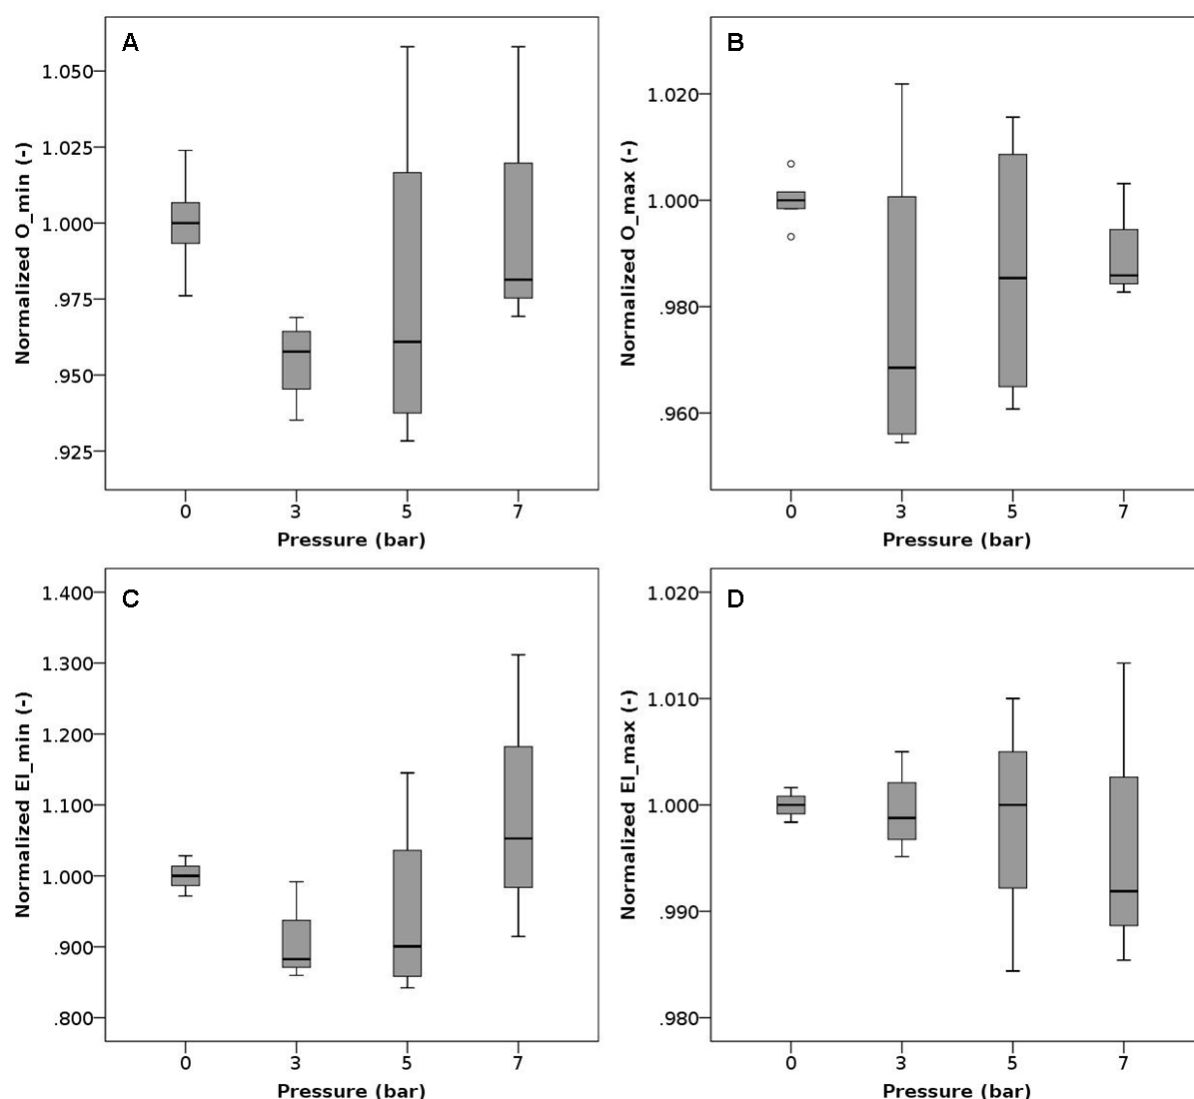 A
Normalized O_min (-)
1.050
1.025
1.000
.975
.950
.925
0 3 5 7
Pressure (bar)
B
Normalized O_max (-)
1.020
1.000
.980
.960
0 3 5 7
Pressure (bar)
C
Normalized EI_min (-)
1.400
1.300
1.200
1.100
1.000
.900
.800
0 3 5 7
Pressure (bar)
D
Normalized EI_max (-)
1.020
1.010
1.000
.990
.980
0 3 5 7
Pressure (bar)